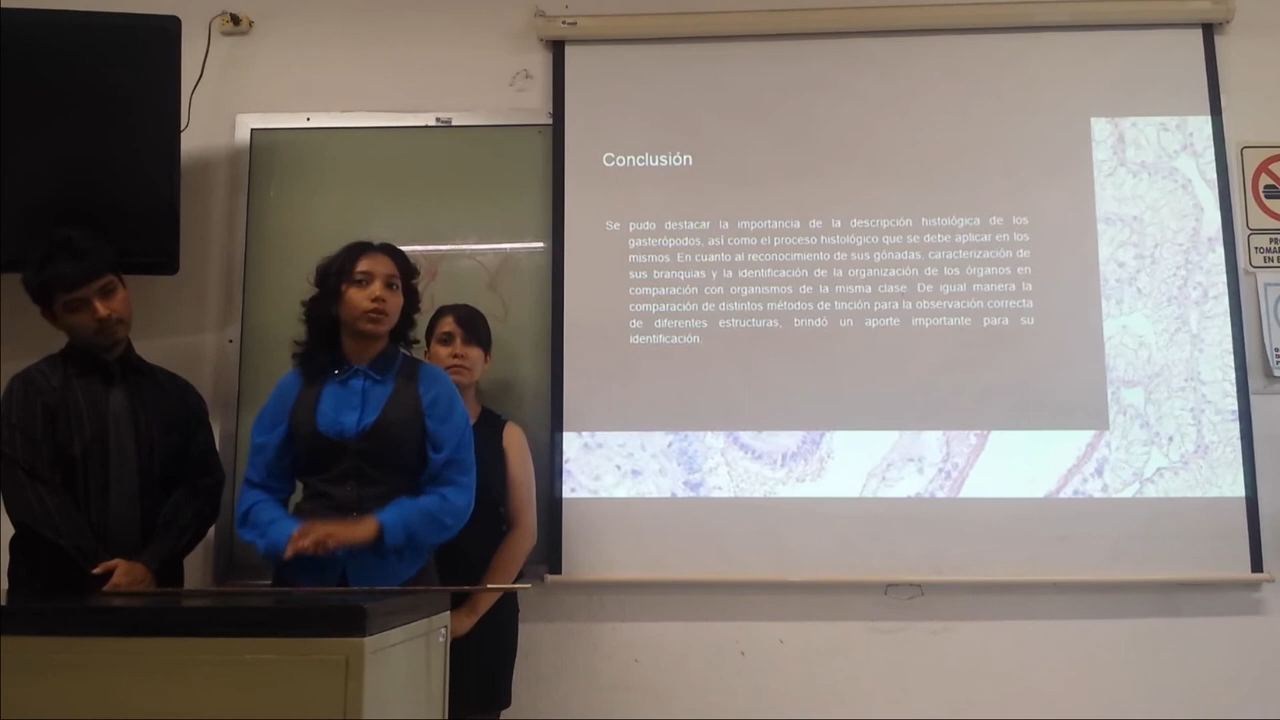 Conclusión
Se pudo destacar la importancia de la descripción histológica de los
gasterópodos, así como el proceso histológico que se debe aplicar en los
mismos. En cuanto al reconocimiento de sus gónadas, caracterización de
sus branquias y la identificación de la organización de los órganos en
comparación con organismos de la misma clase. De igual manera la
comparación de distintos métodos de tinción para la observación correcta
de diferentes estructuras, brindó un aporte importante para su
identificación.